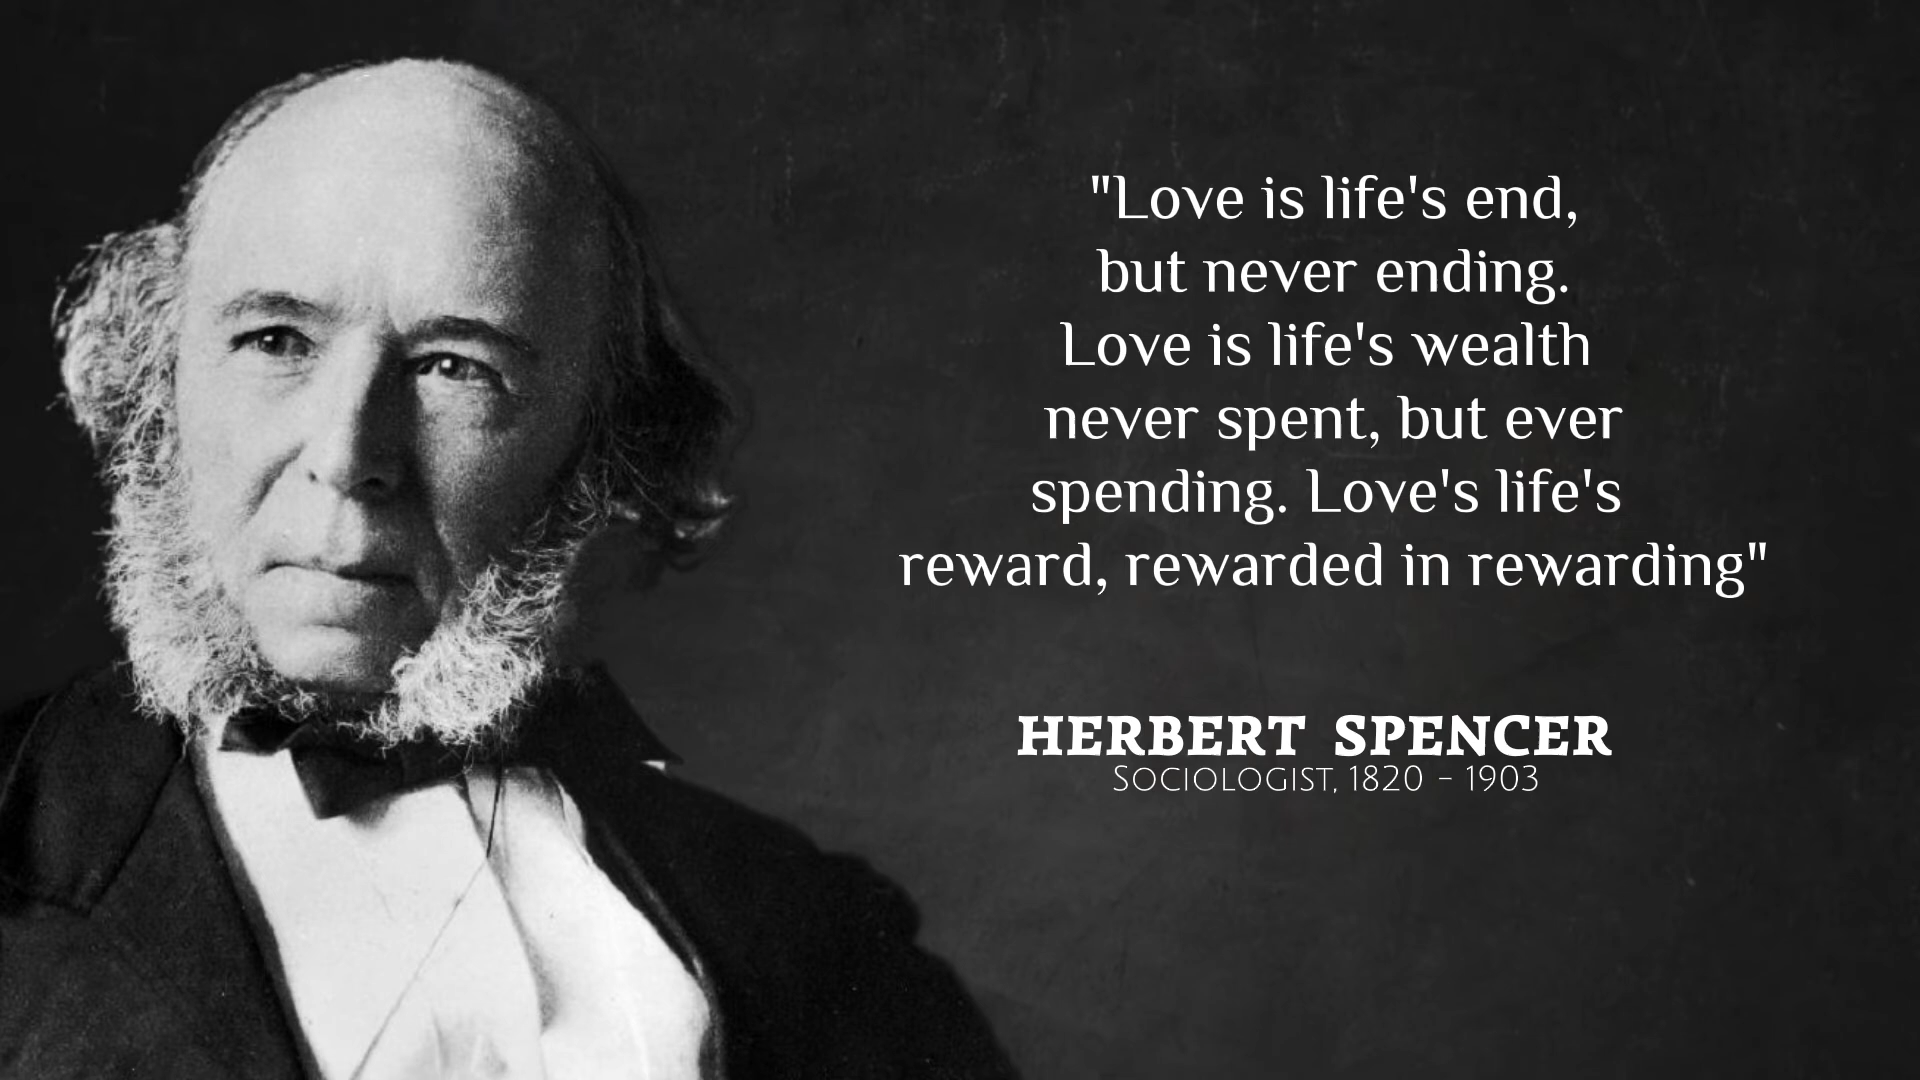 "Love is life's end,
but never ending.
Love is life's wealth
never spent, but ever
spending. Love's life's
reward, rewarded in rewarding"
HERBERT SPENCER
SOCIOLOGIST, 1820 - 1903